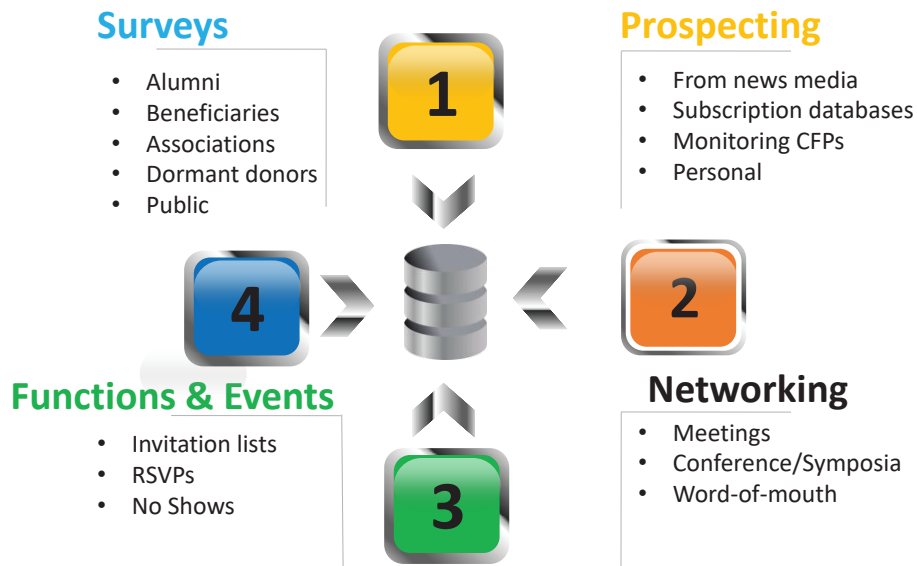 Surveys
• Alumni
• Beneficiaries
• Associations
• Dormant donors
• Public
1
Prospecting
• From news media
• Subscription databases
• Monitoring CFPs
• Personal
4
2
Functions & Events
• Invitation lists
• RSVPs
• No Shows
3
Networking
• Meetings
• Conference/Symposia
• Word-of-mouth